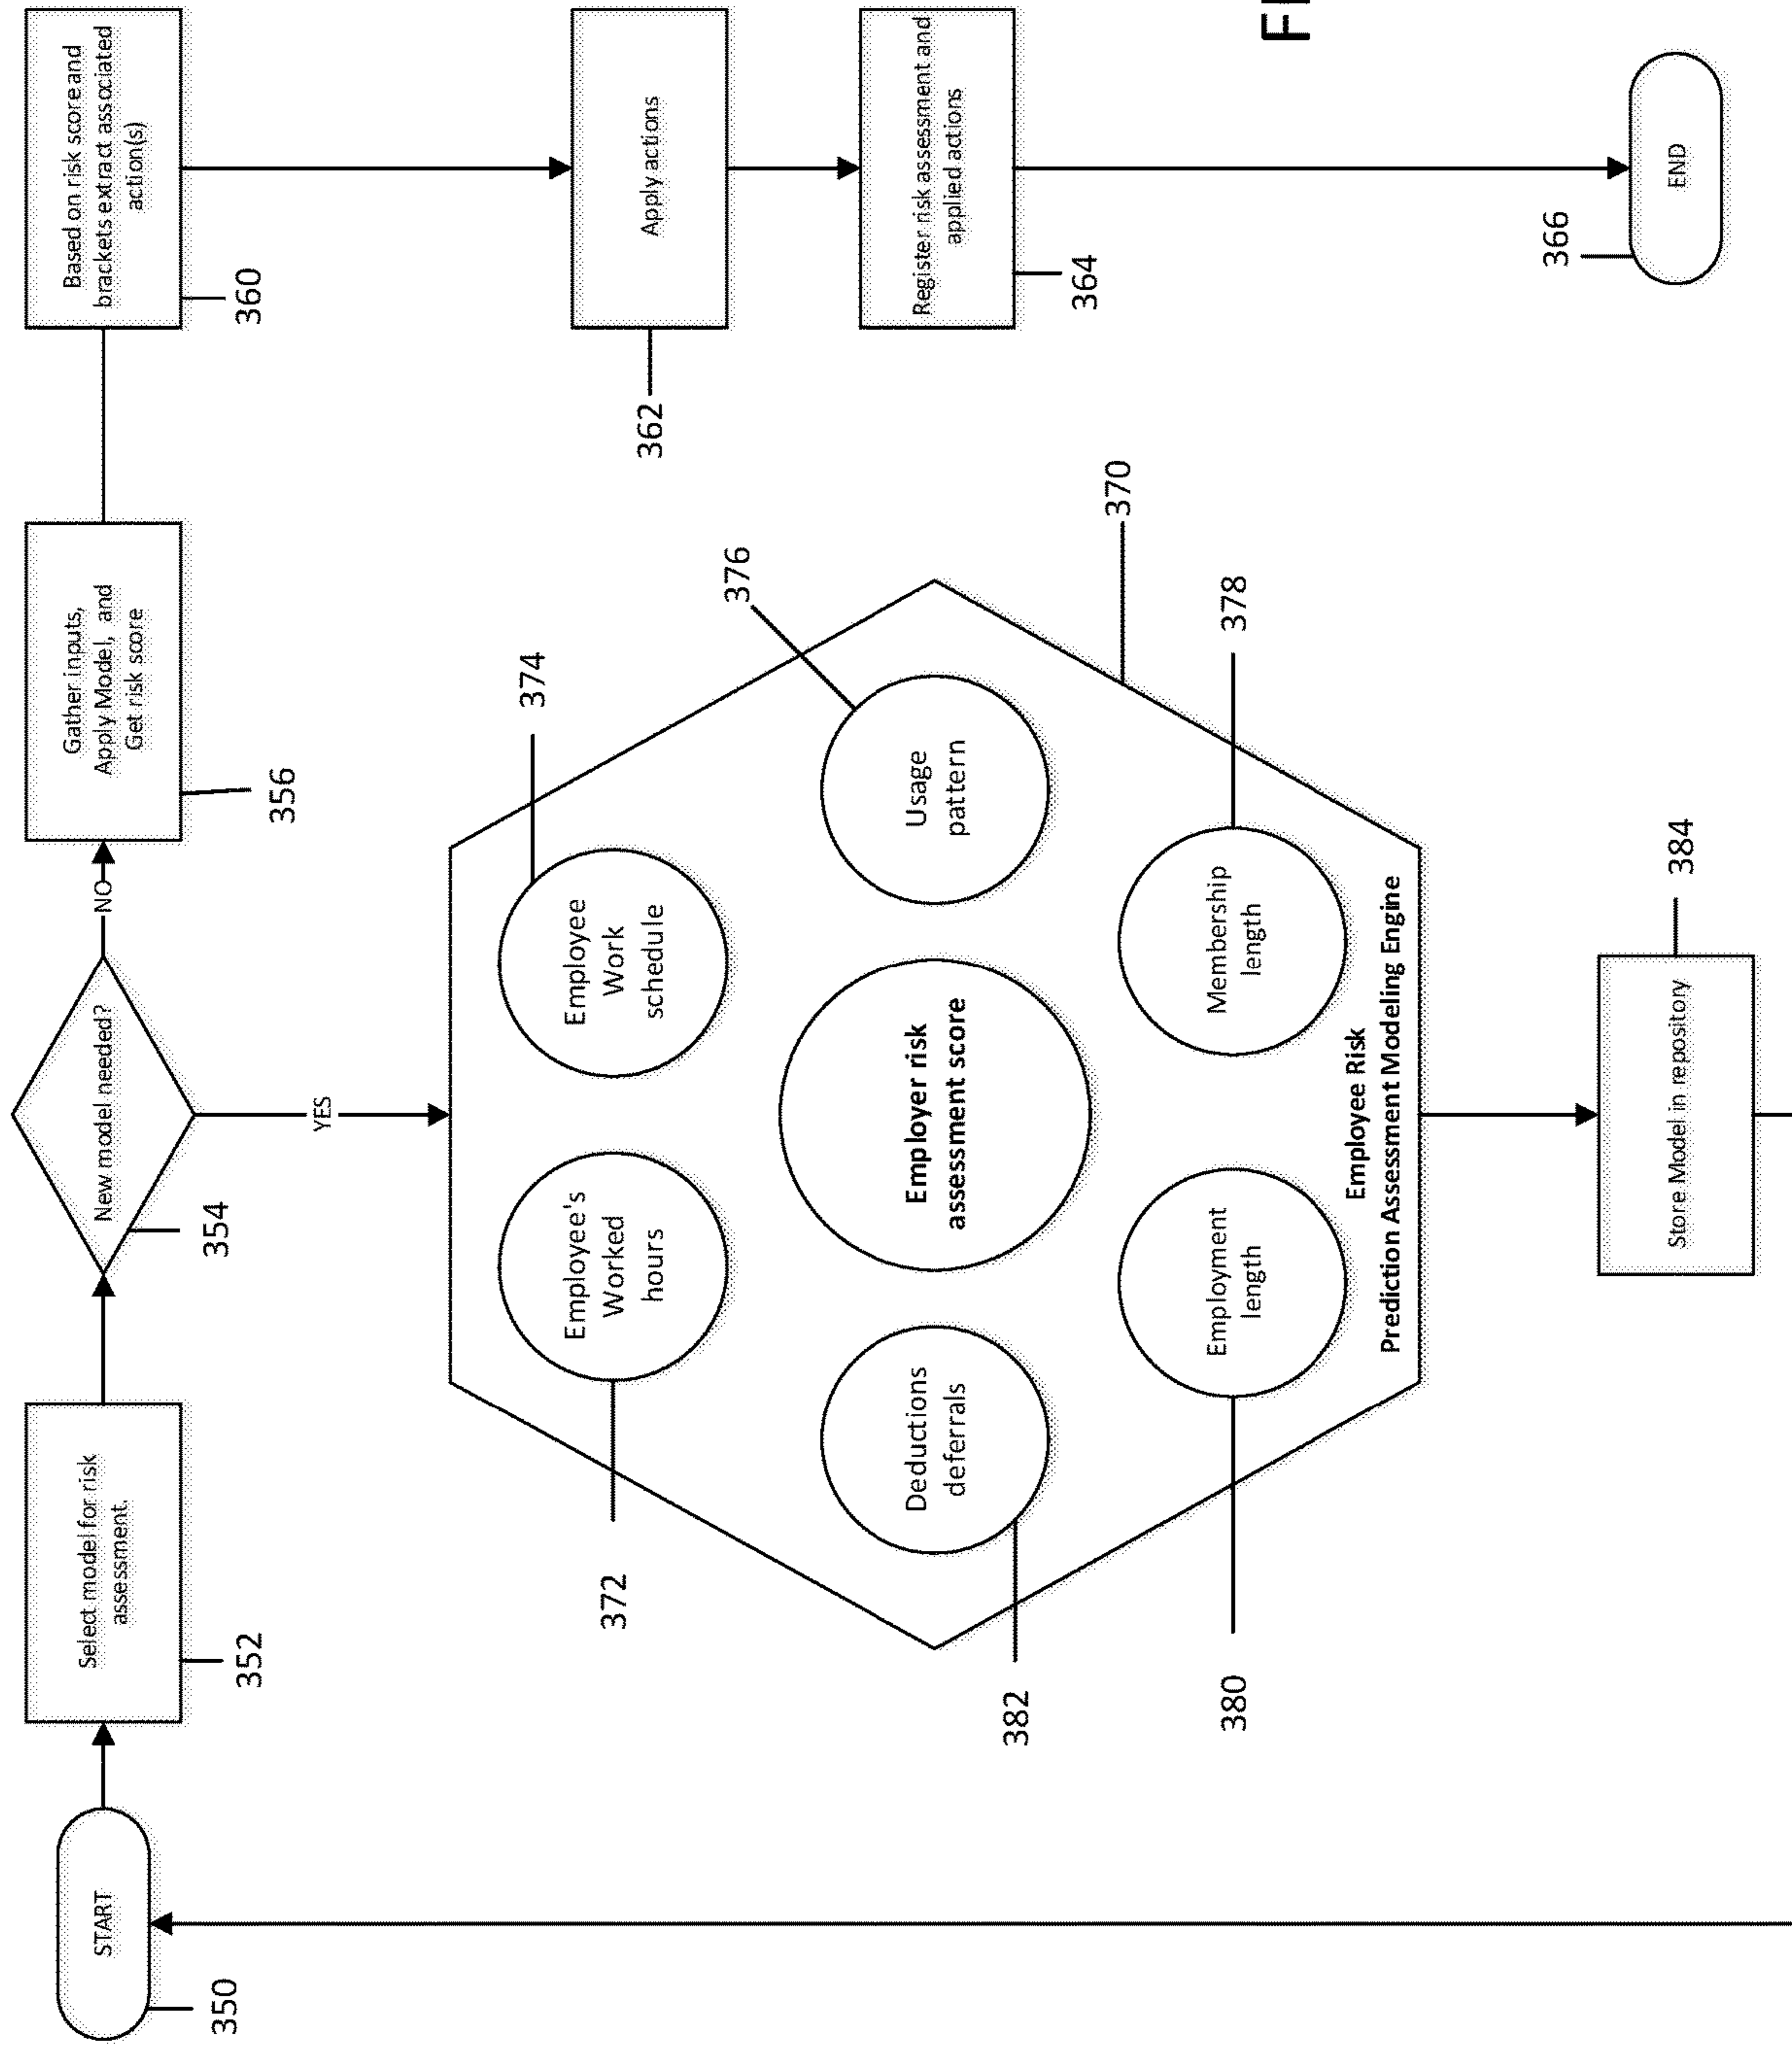 START
350
Select model for risk
assessment.
352
New model needed?
354
NO
YES
Gather inputs,
Apply Model, and
Get risk score
356
Based on risk score and
brackets extract associated
action(s)
360
Apply actions
362
Register risk assessment and
applied actions
364
END
366
Employee's
Worked
hours
372
Employee
Work
schedule
374
Usage
pattern
376
Deductions
deferrals
382
Employer risk
assessment score
370
Membership
length
378
Employment
length
380
Employee Risk
Prediction Assessment Modeling Engine
Store Model in repository
384